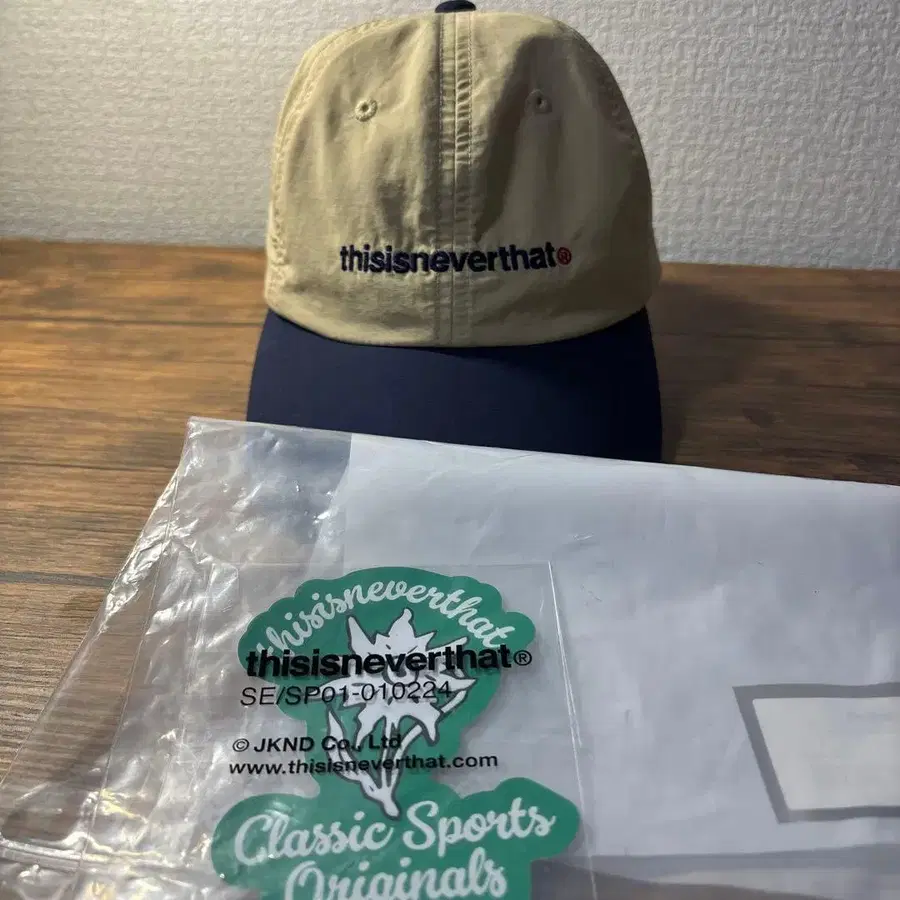 thisisneverthat®
thisisneverthat
thisisneverthat®
SE/SP01-010224
© JKND Co., Ltd
www.thisisneverthat.com
Classic Sports
Originals